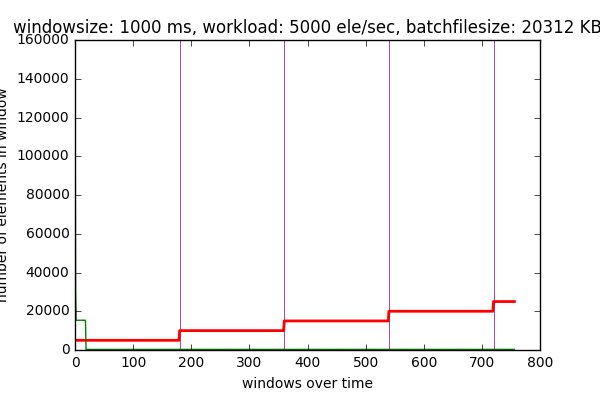 windowsize: 1000 ms, workload: 5000 ele/sec, batchfilesize: 20312 KB
160000
140000
120000
100000
80000
60000
40000
20000
0
number of elements in window
0 100 200 300 400 500 600 700 800
windows over time